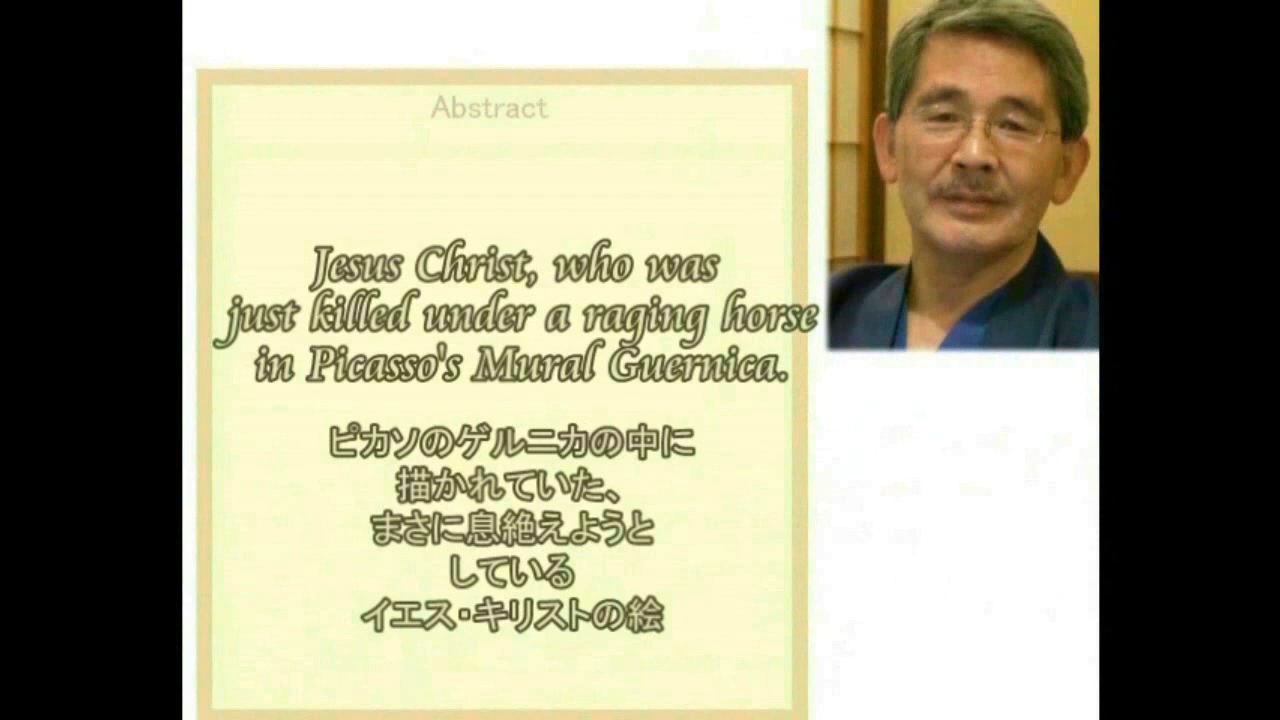 Abstract
Jesus Christ, who was
just killed under a raging horse
in Picasso's Mural Guernica.
ピカソのゲルニカの中に
描かれていた、
まさに息絶えようと
している
イエス・キリストの絵